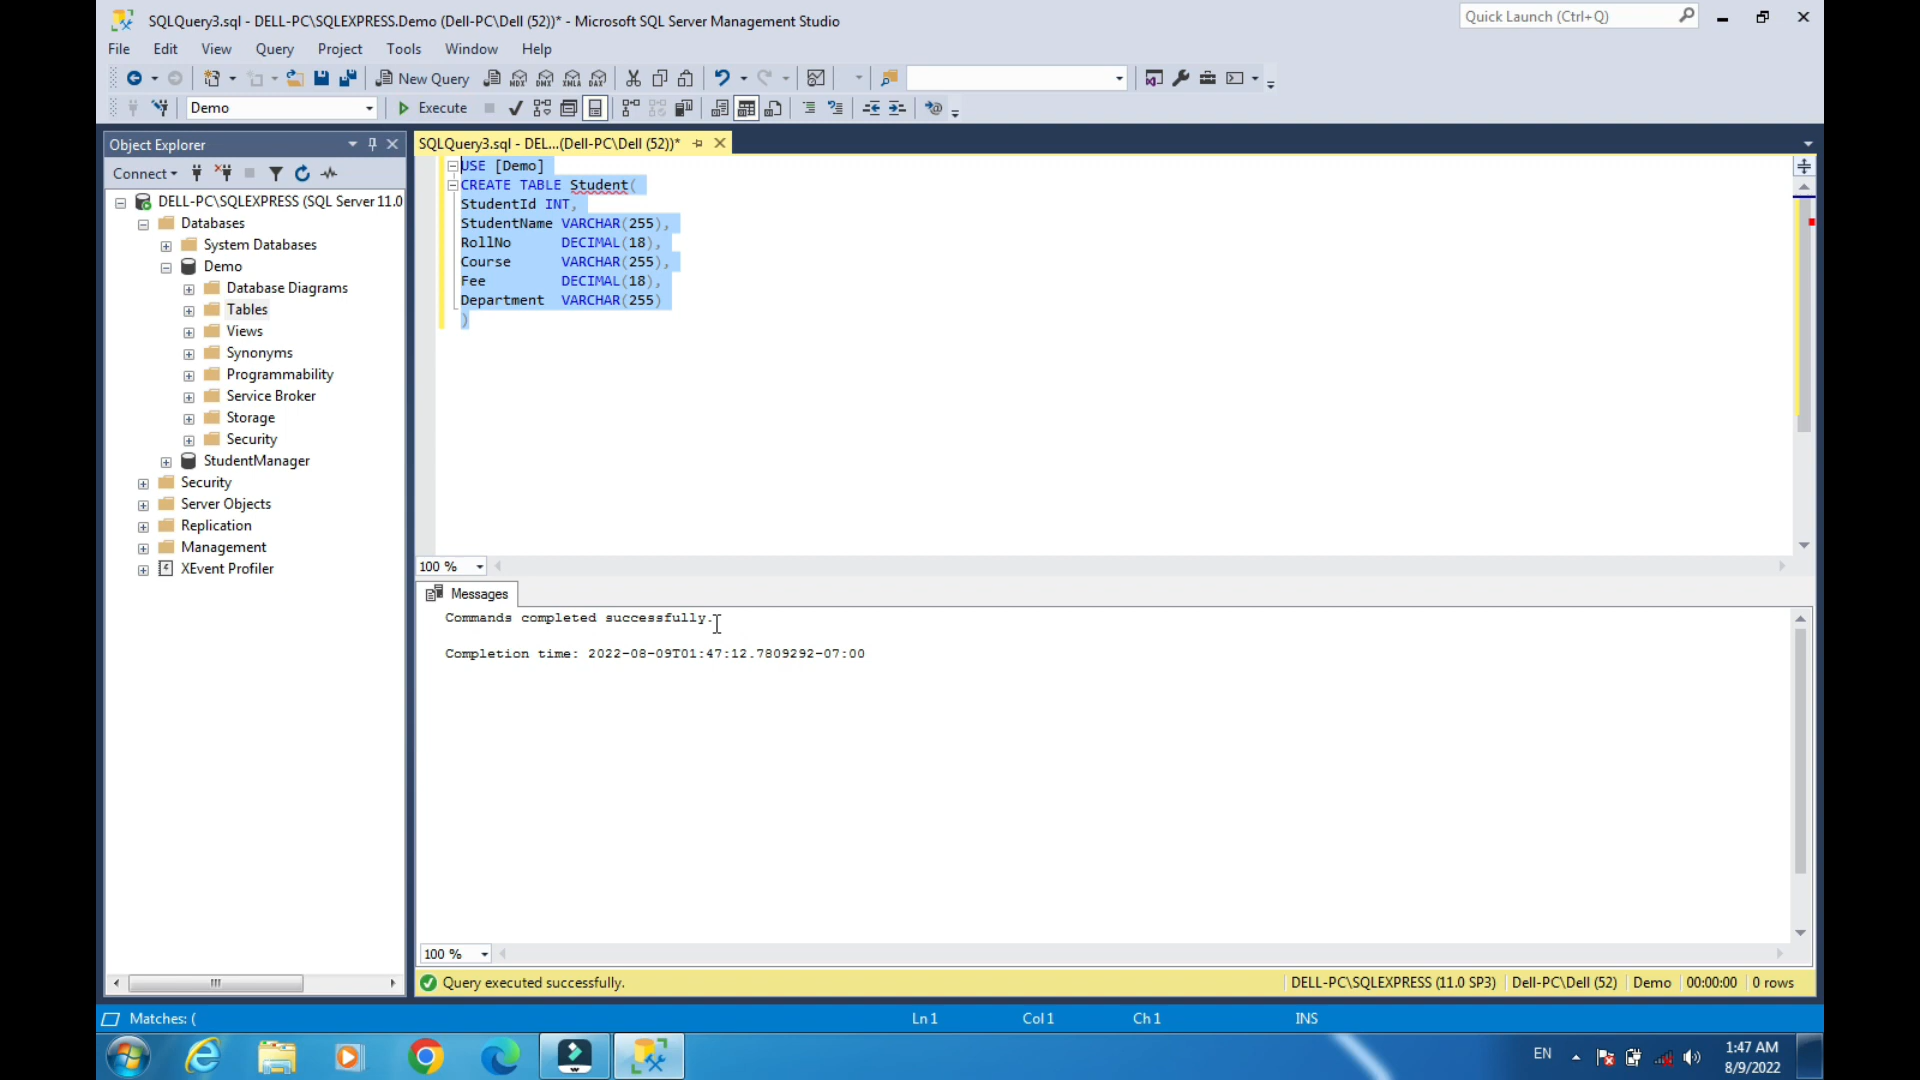 SQLQuery3.sql - DELL-PC\SQLEXPRESS.Demo (Dell-PC\Dell (52))* - Microsoft SQL Server Management Studio
Quick Launch (Ctrl+Q)
File Edit View Query Project Tools Window Help
New Query MDX DMX XMLA DAX
Demo Execute
Object Explorer
SQLQuery3.sql - DEL...(Dell-PC\Dell (52))*
Connect
DELL-PC\SQLEXPRESS (SQL Server 11.0
Databases
System Databases
Demo
Database Diagrams
Tables
Views
Synonyms
Programmability
Service Broker
Storage
Security
StudentManager
Security
Server Objects
Replication
Management
XEvent Profiler
USE [Demo]
CREATE TABLE Student(
StudentId INT,
StudentName VARCHAR(255),
RollNo DECIMAL(18),
Course VARCHAR(255),
Fee DECIMAL(18),
Department VARCHAR(255)
)
100 %
Messages
Commands completed successfully.
Completion time: 2022-08-09T01:47:12.7809292-07:00
100 %
Query executed successfully.
DELL-PC\SQLEXPRESS (11.0 SP3) Dell-PC\Dell (52) Demo 00:00:00 0 rows
Matches: ( Ln 1 Col 1 Ch 1 INS
EN 1:47 AM
8/9/2022